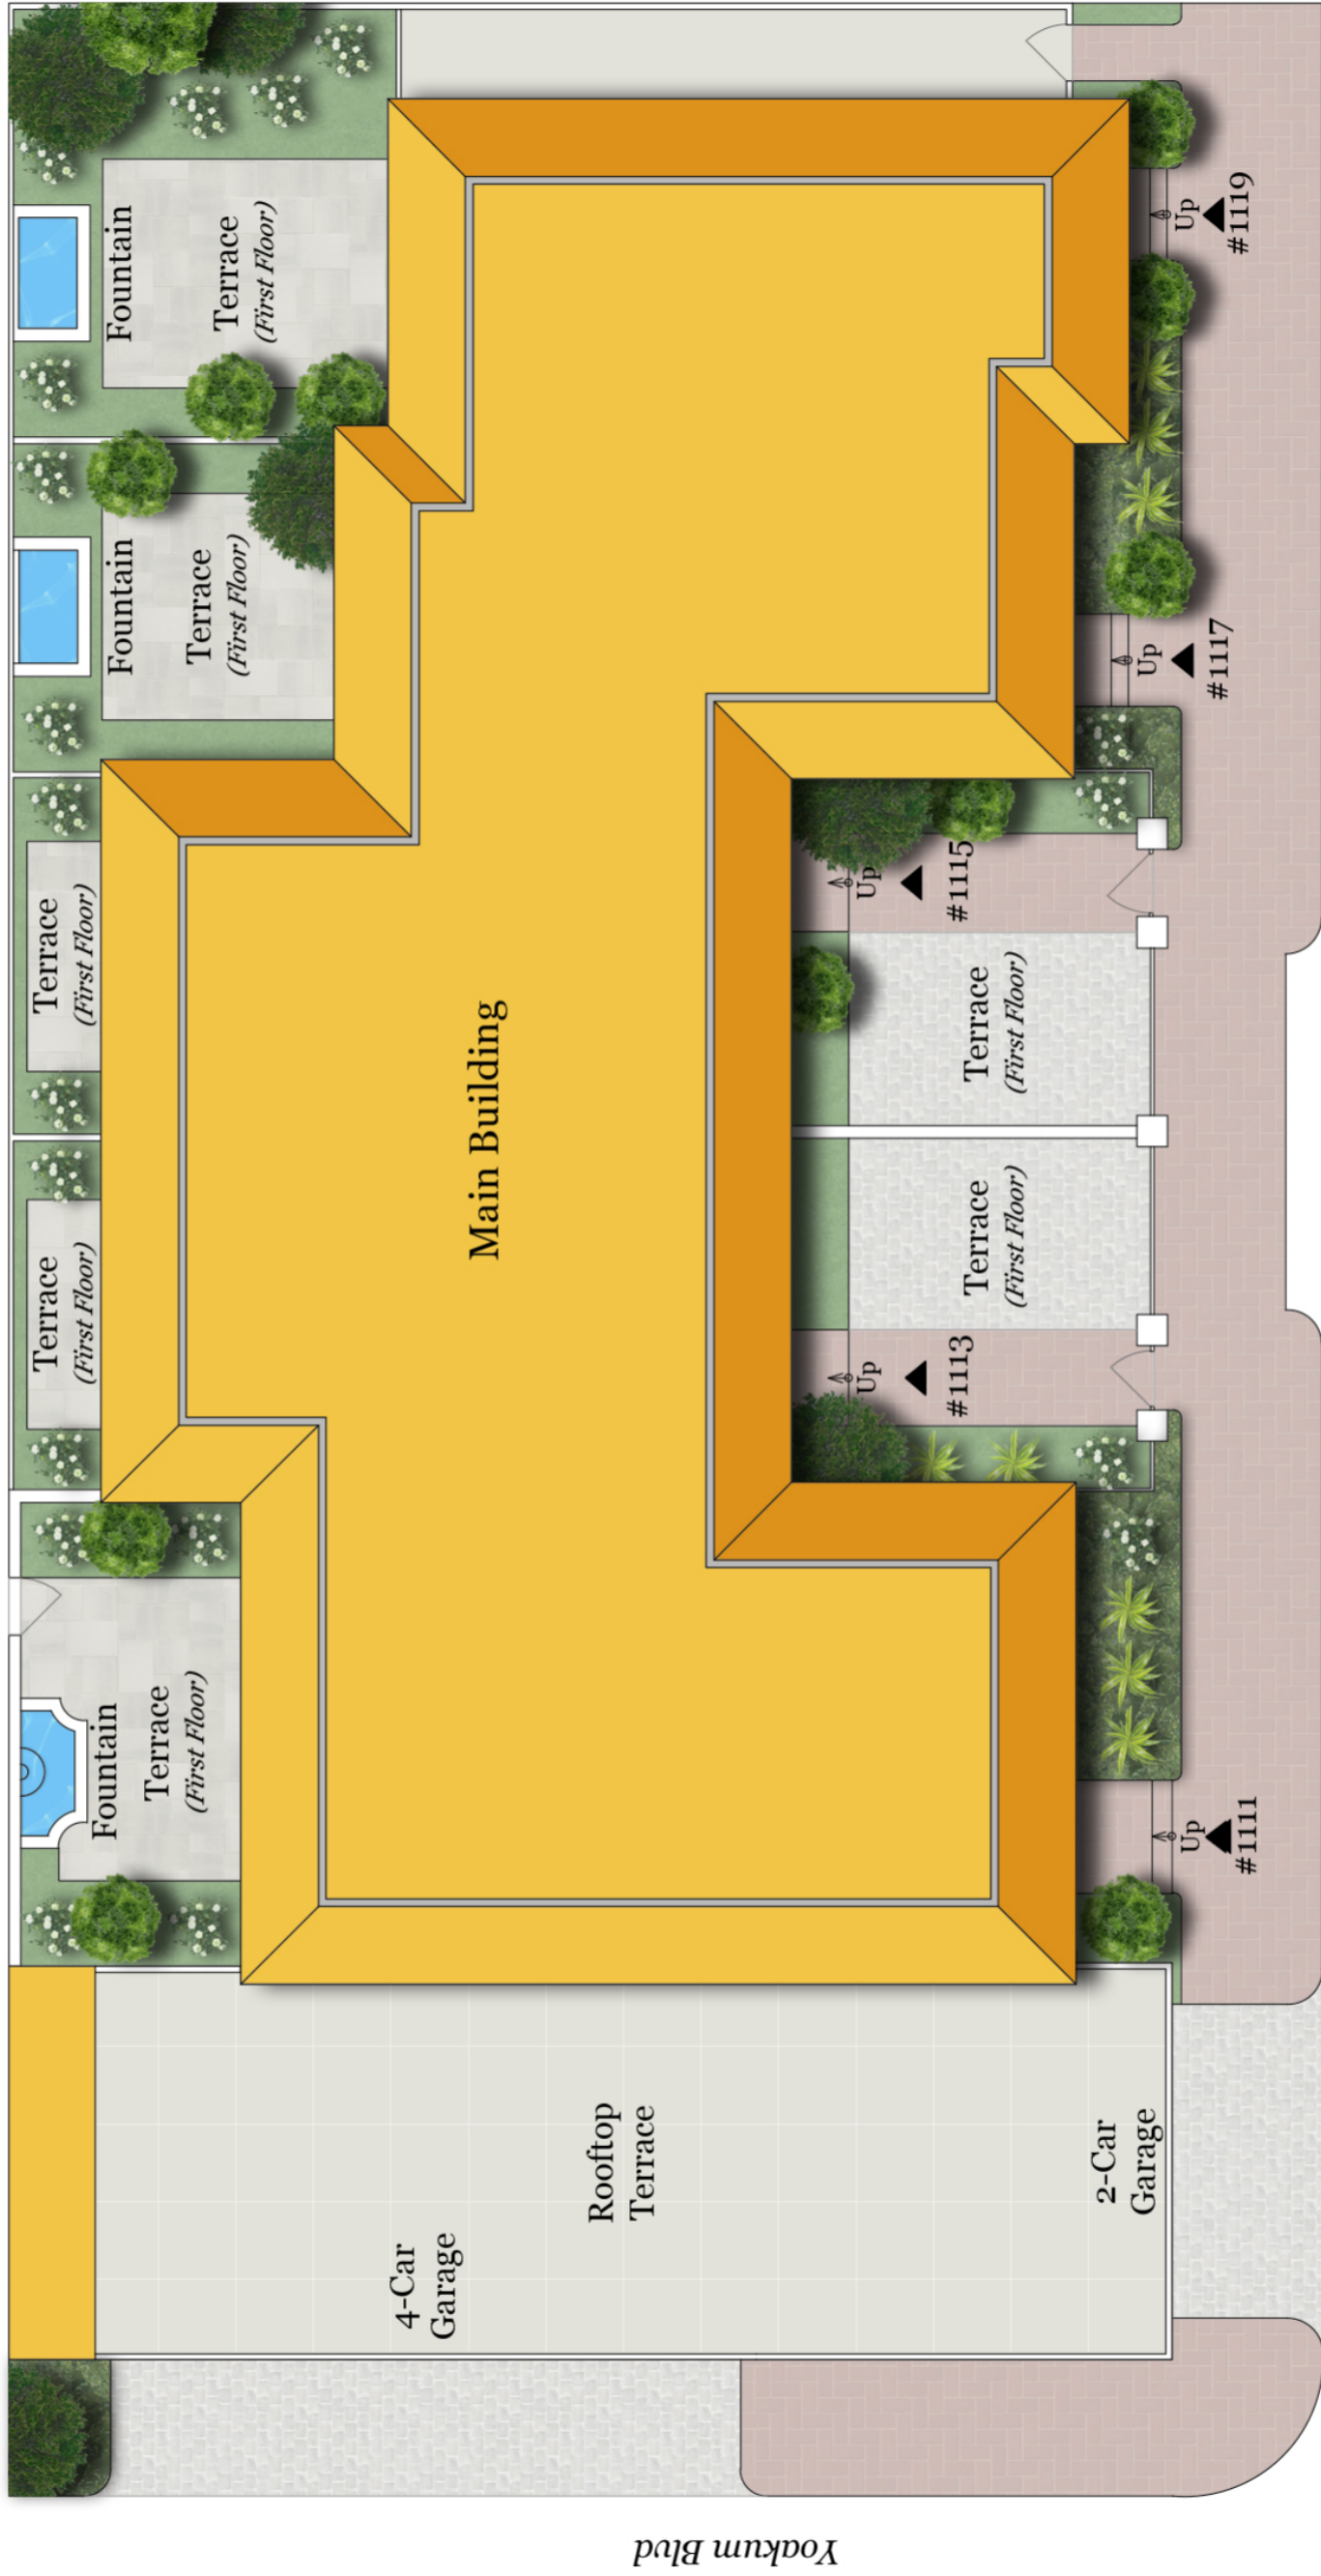 Fountain
Terrace
(First Floor)
Terrace
(First Floor)
Terrace
(First Floor)
Fountain
Terrace
(First Floor)
Fountain
Terrace
(First Floor)
Main Building
4-Car
Garage
Rooftop
Terrace
2-Car
Garage
Up
#1113
Terrace
(First Floor)
Terrace
(First Floor)
Up
#1115
Up
#1111
Up
#1117
Up
#1119
Yoakum Blvd